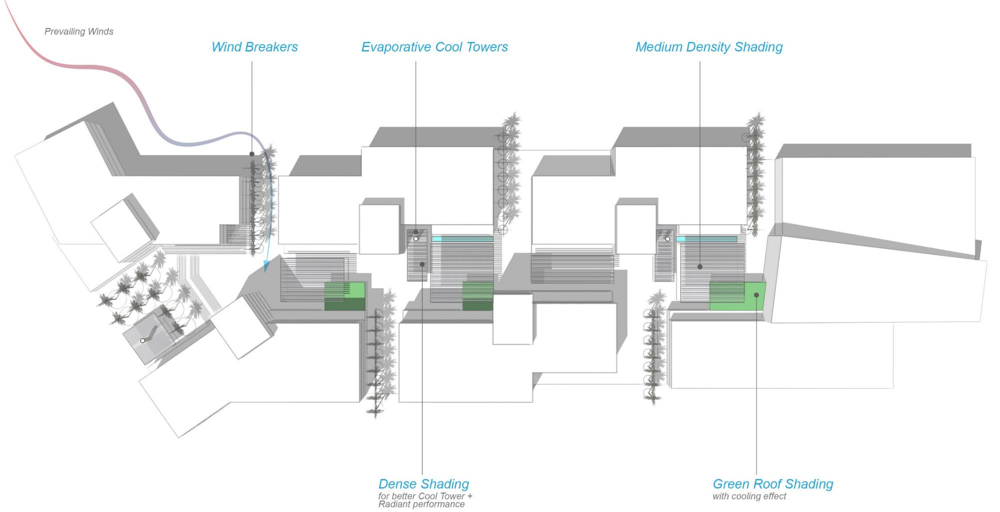 Prevailing Winds
Wind Breakers
Evaporative Cool Towers
Medium Density Shading
Dense Shading
for better Cool Tower +
Radiant performance
Green Roof Shading
with cooling effect